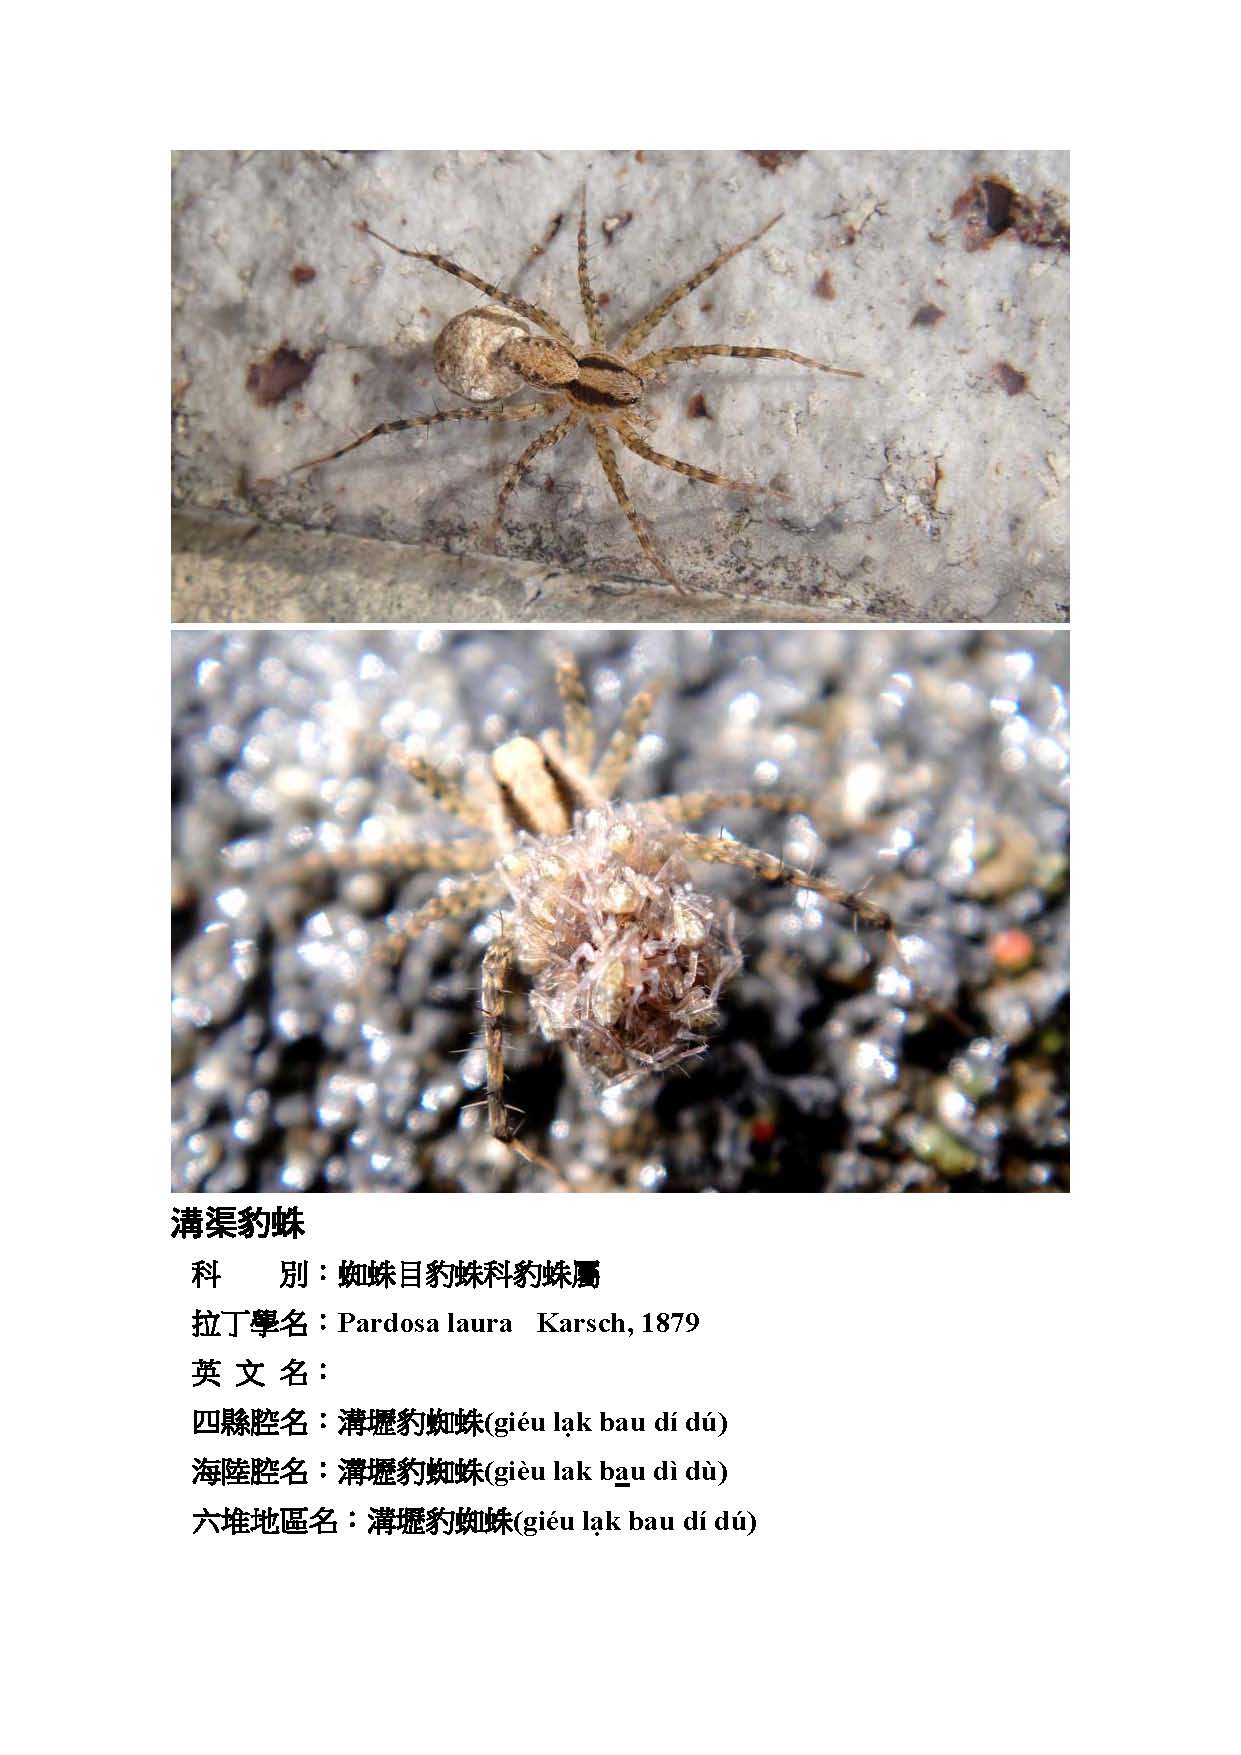 溝渠豹蛛
科　　別：蜘蛛目豹蛛科豹蛛屬
拉丁學名：Pardosa laura Karsch, 1879
英 文 名：
四縣腔名：溝壢豹蜘蛛(giéu lạk bau dí dú)
海陸腔名：溝壢豹蜘蛛(gièu lak ba̲u dì dù)
六堆地區名：溝壢豹蜘蛛(giéu lạk bau dí dú)